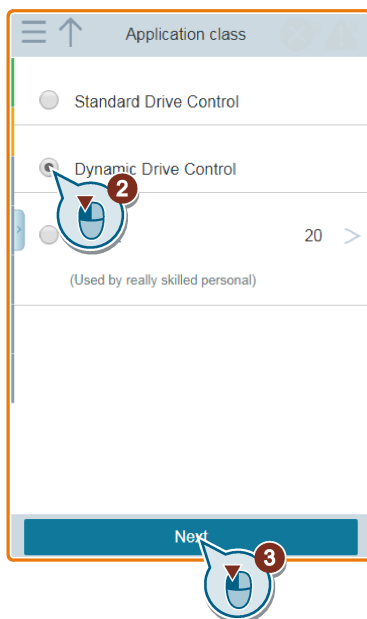 Application class
Standard Drive Control
Dynamic Drive Control
2
20 >
(Used by really skilled personal)
>
Next
3